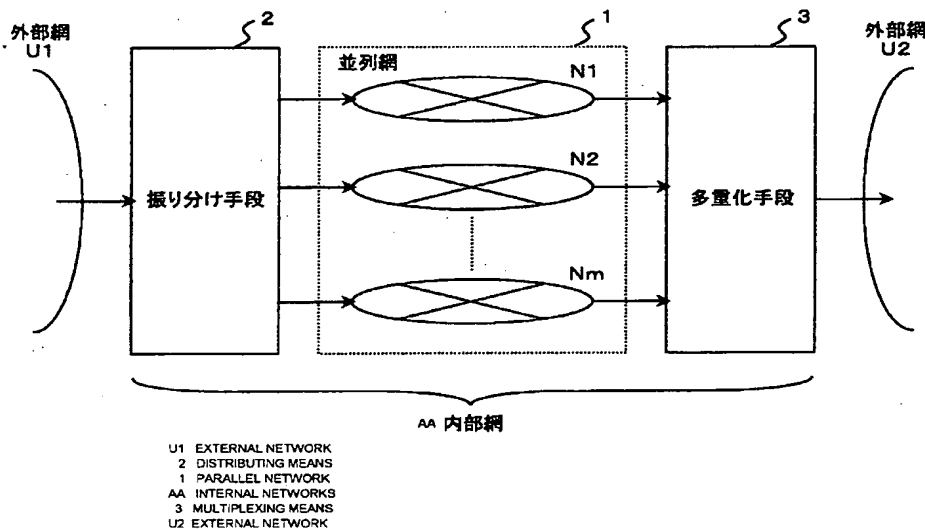 外部網
U1
2
1
3
外部網
U2
並列網
N1
N2
Nm
振り分け手段
多重化手段
AA 内部網
U1 EXTERNAL NETWORK
2 DISTRIBUTING MEANS
1 PARALLEL NETWORK
AA INTERNAL NETWORKS
3 MULTIPLEXING MEANS
U2 EXTERNAL NETWORK